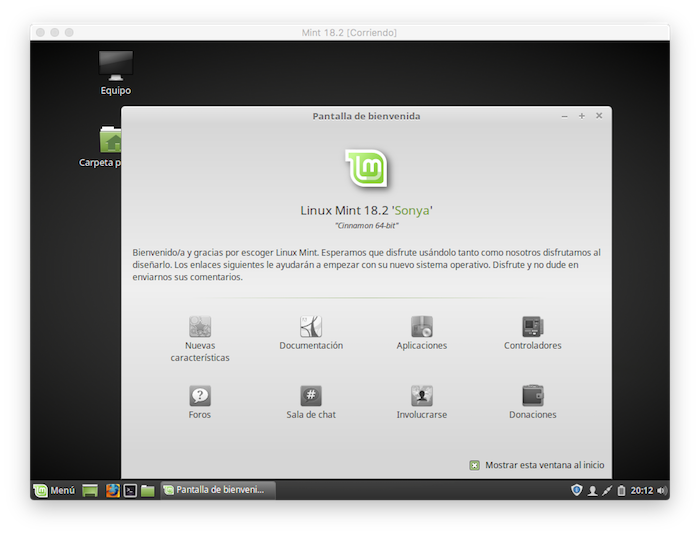 Mint 18.2 [Corriendo]
Equipo
Pantalla de bienvenida
Carpeta p
Linux Mint 18.2 'Sonya'
"Cinnamon 64-bit"
Bienvenido/a y gracias por escoger Linux Mint. Esperamos que disfrute usándolo tanto como nosotros disfrutamos al
diseñarlo. Los enlaces siguientes le ayudarán a empezar con su nuevo sistema operativo. Disfrute y no dude en
enviarnos sus comentarios.
Nuevas
características
Documentación
Aplicaciones
Controladores
Foros
Sala de chat
Involucrarse
Donaciones
Mostrar esta ventana al inicio
Menú
Pantalla de bienveni...
20:12